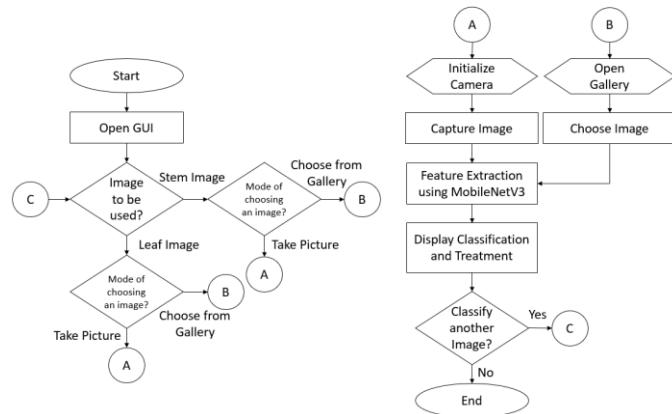 Start
Open GUI
C
Image
to be
used?
Stem Image
Mode of
choosing
an image?
Choose from
Gallery
B
Take Picture
A
Leaf Image
Mode of
choosing
an image?
B
Choose from
Gallery
Take Picture
A
A
Initialize
Camera
Capture Image
B
Open
Gallery
Choose Image
Feature Extraction
using MobileNetV3
Display Classification
and Treatment
Classify
another
Image?
Yes
C
No
End